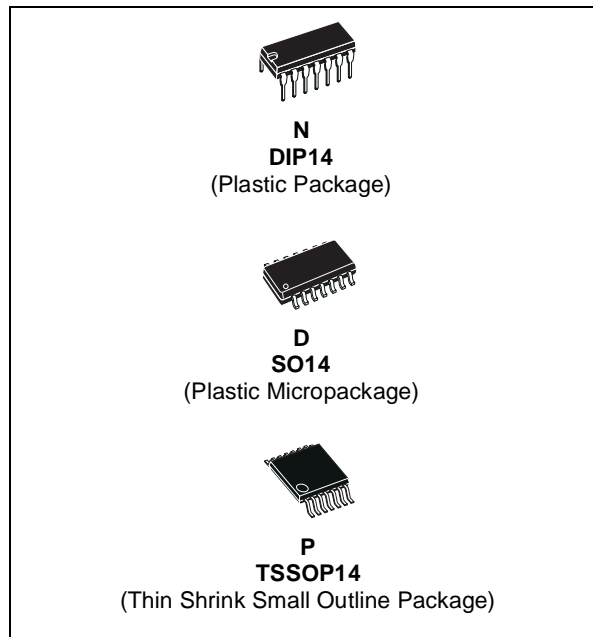 N
DIP14
(Plastic Package)
D
SO14
(Plastic Micropackage)
P
TSSOP14
(Thin Shrink Small Outline Package)